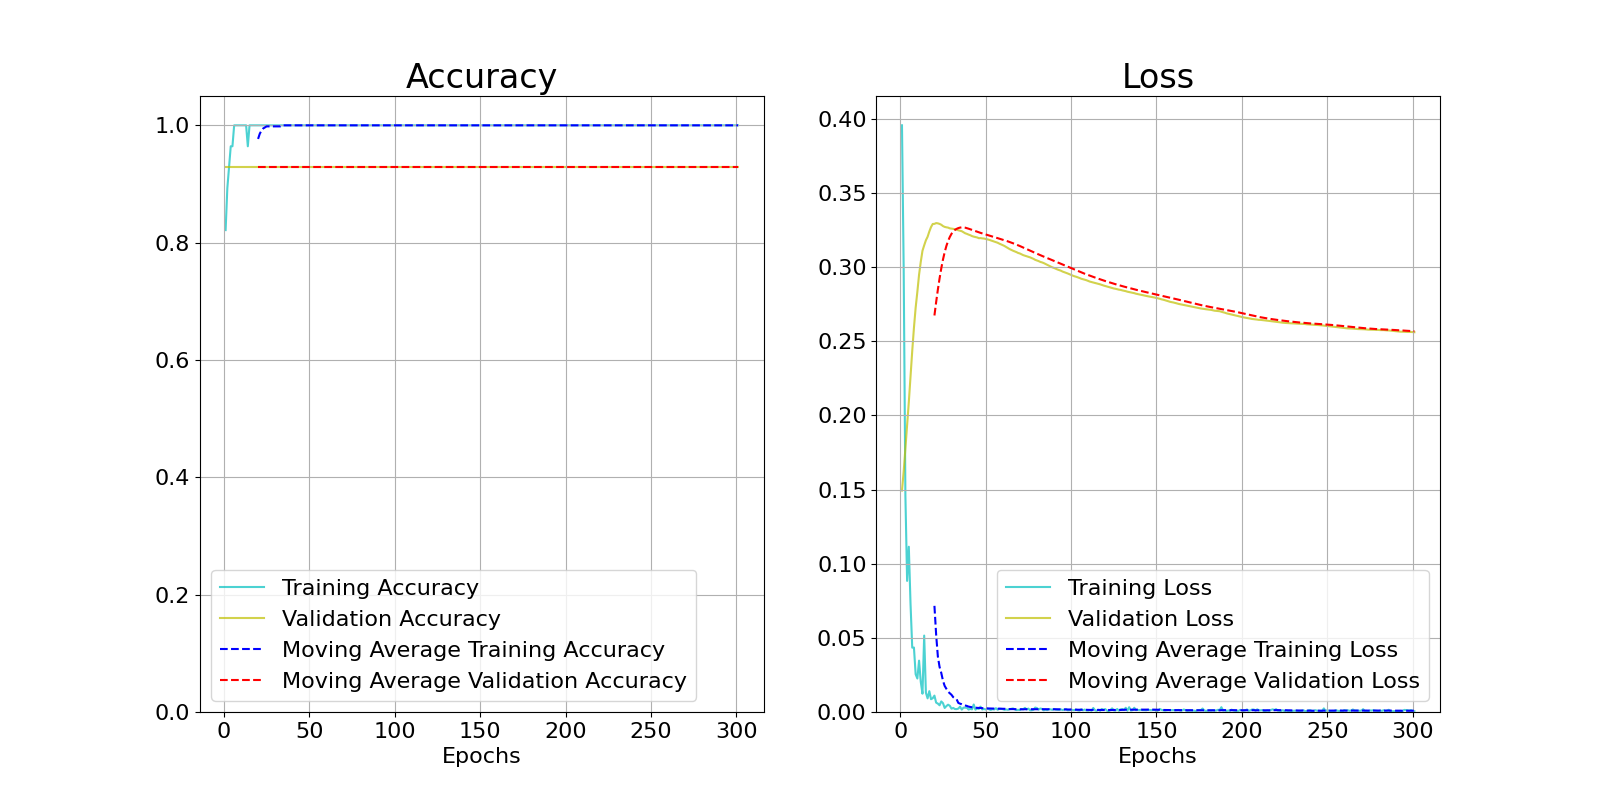 Accuracy
1.0
0.8
0.6
0.4
0.2
0.0
Training Accuracy
Validation Accuracy
Moving Average Training Accuracy
Moving Average Validation Accuracy
0 50 100 150 200 250 300
Epochs
Loss
0.40
0.35
0.30
0.25
0.20
0.15
0.10
0.05
0.00
Training Loss
Validation Loss
Moving Average Training Loss
Moving Average Validation Loss
0 50 100 150 200 250 300
Epochs